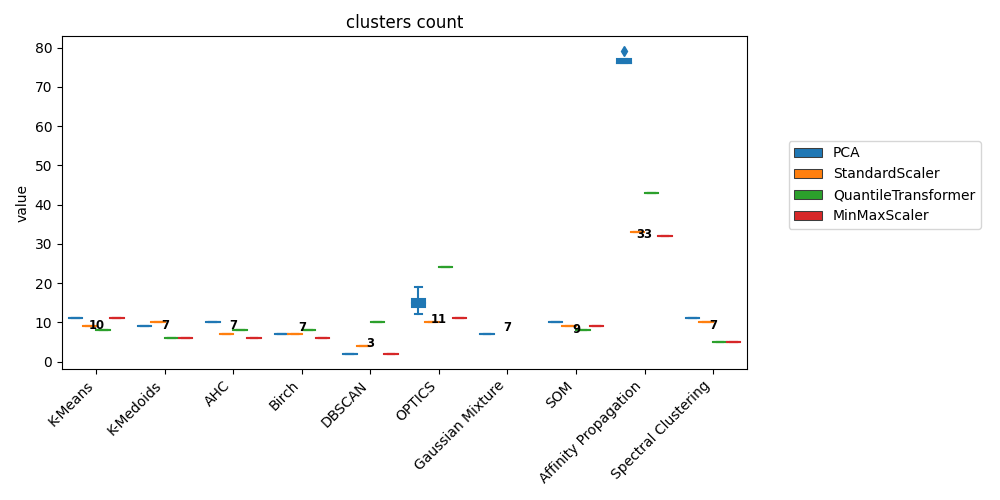 clusters count
value
80
70
60
50
40
30
20
10
0
10
7
7
7
3
11
7
9
33
7
K-Means
K-Medoids
AHC
Birch
DBSCAN
OPTICS
Gaussian Mixture
SOM
Affinity Propagation
Spectral Clustering
PCA
StandardScaler
QuantileTransformer
MinMaxScaler